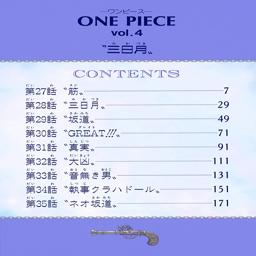 ―ワンピース―
ONE PIECE
vol.4
〝三日月〟
CONTENTS
第27話〝筋〟 7
第28話〝三日月〟 29
第29話〝坂道〟 49
第30話〝GREAT!!!〟 71
第31話〝真実〟 91
第32話〝大凶〟 111
第33話〝音無き男〟 131
第34話〝執事クラハドール〟 151
第35話〝ネオ坂道〟 171